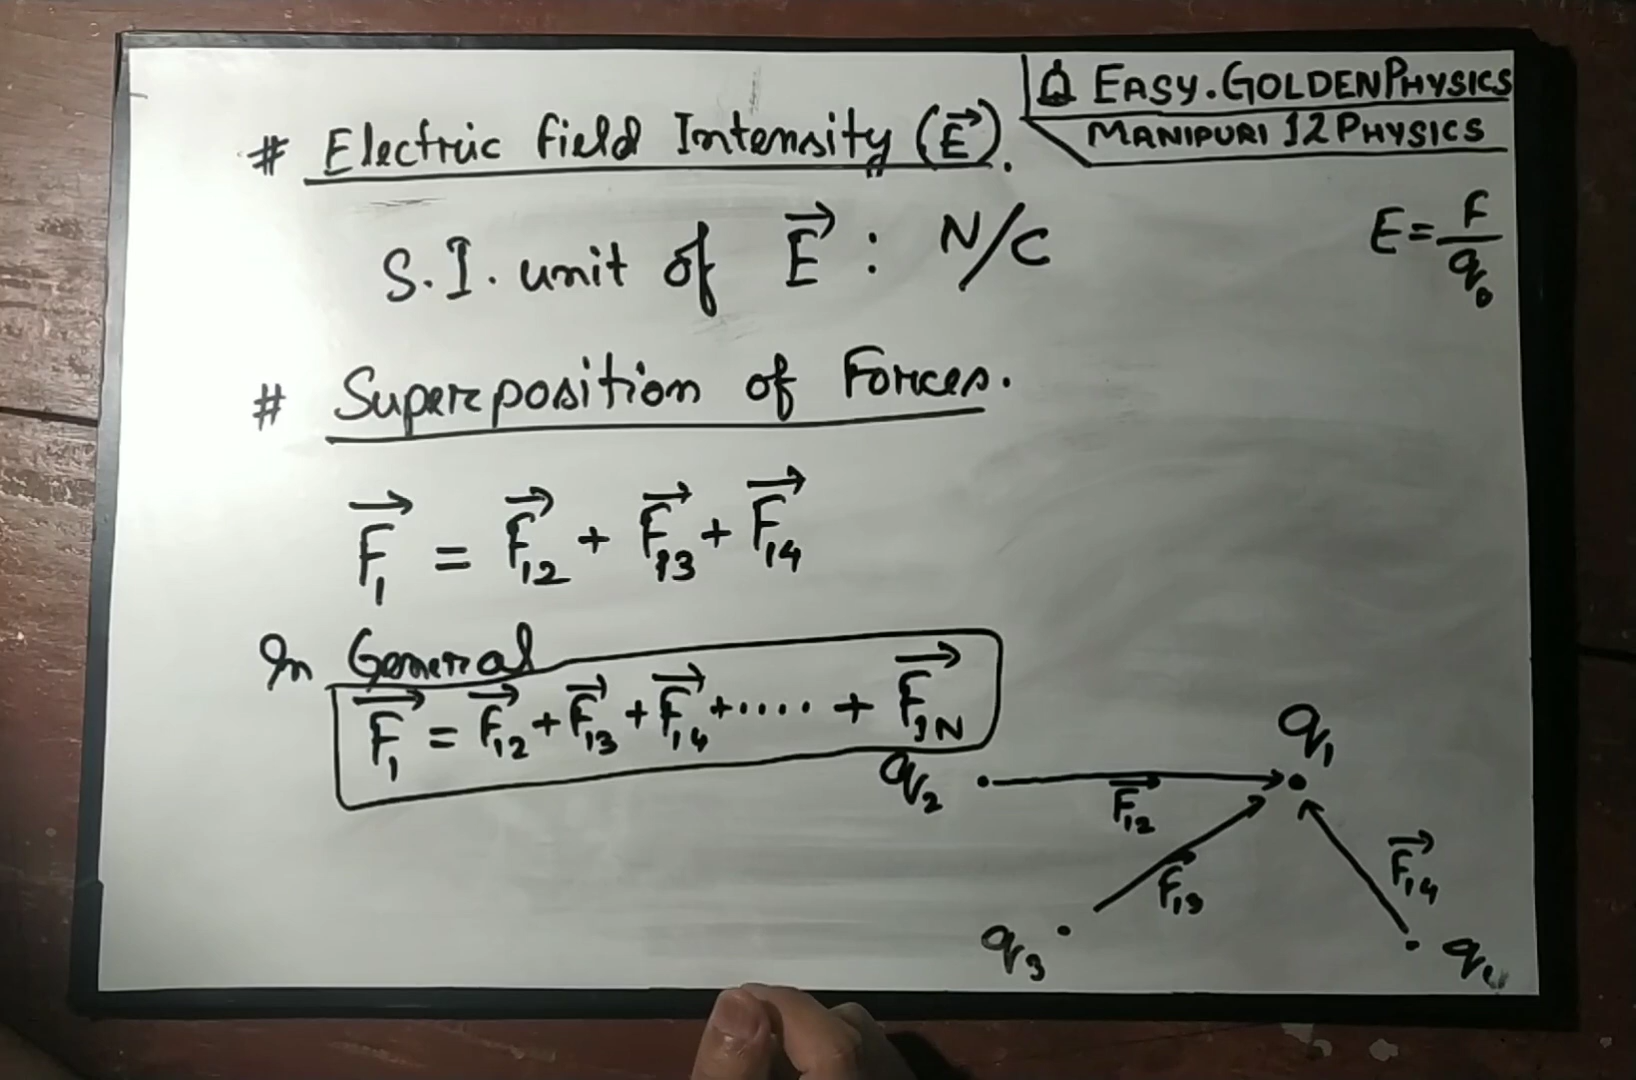 EASY.GOLDENPHYSICS
MANIPURI 12 PHYSICS
# Electric field Intensity (E⃗).
S.I. unit of E⃗ : N/C
E = F/q₀
# Superposition of Forces.
F⃗₁ = F⃗₁₂ + F⃗₁₃ + F⃗₁₄
In General
F⃗₁ = F⃗₁₂ + F⃗₁₃ + F⃗₁₄ + ..... + F⃗₁N
q₁
q₂
F⃗₁₂
F⃗₁₃
F⃗₁₄
q₃
q₄